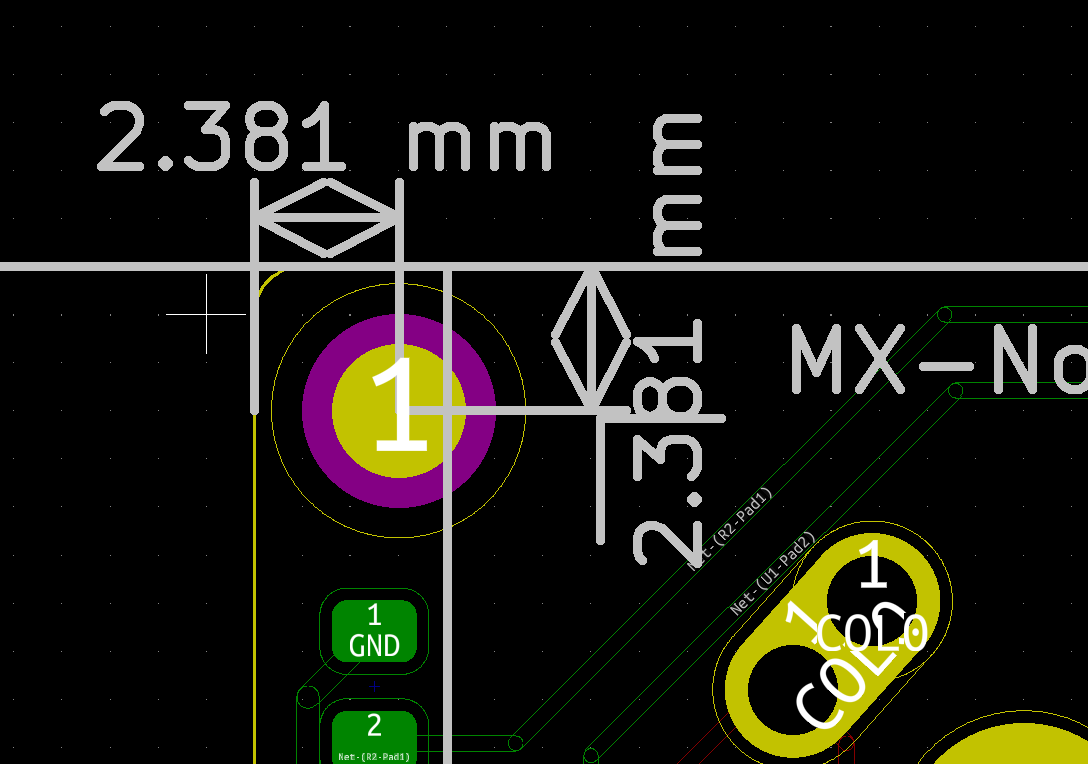 2.381 mm
2.381 mm
MX-No
1
Net-(R2-Pad1)
Net-(U1-Pad2)
1
COL0
1
COL0
1
GND
2
Net-(R2-Pad1)